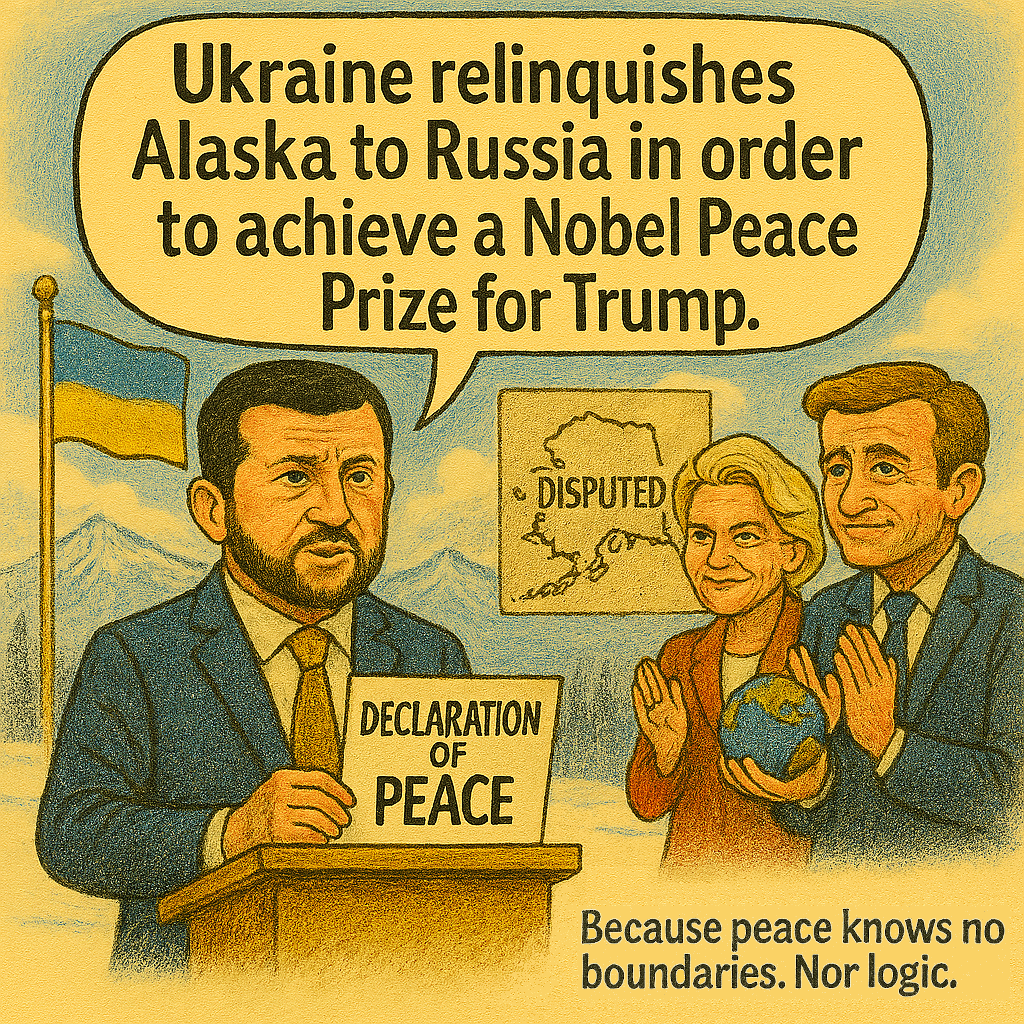 Ukraine relinquishes
Alaska to Russia in order
to achieve a Nobel Peace
Prize for Trump.
DISPUTED
DECLARATION
OF
PEACE
Because peace knows no
boundaries. Nor logic.